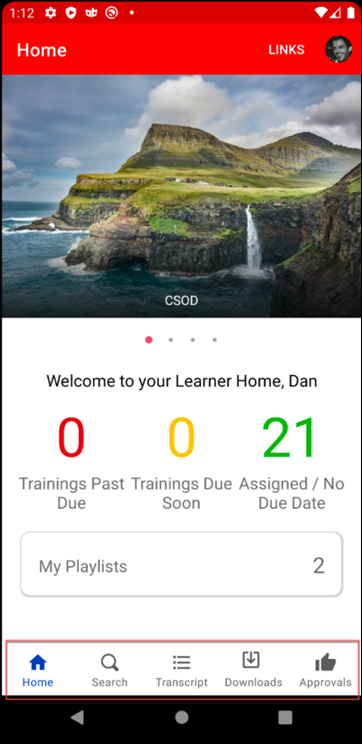 1:12
Home
LINKS
CSOD
Welcome to your Learner Home, Dan
0
0
21
Trainings Past
Due
Trainings Due
Soon
Assigned / No
Due Date
My Playlists
2
Home
Search
Transcript
Downloads
Approvals